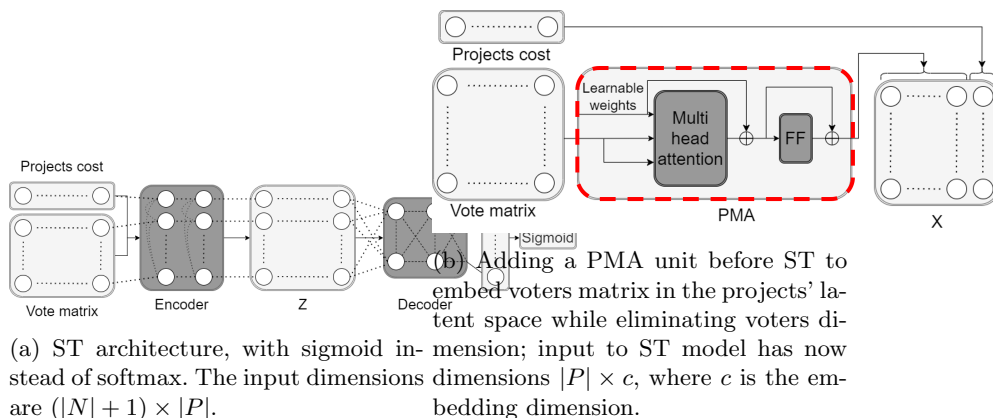 Projects cost
Vote matrix
Encoder
Z
Decoder
Sigmoid
(a) ST architecture, with sigmoid in-
stead of softmax. The input dimensions
are (|N| + 1) × |P|.
Projects cost
Learnable
weights
Multi
head
attention
FF
Vote matrix
PMA
X
(b) Adding a PMA unit before ST to
embed voters matrix in the projects' la-
tent space while eliminating voters di-
mension; input to ST model has now
dimensions |P| × c, where c is the em-
bedding dimension.